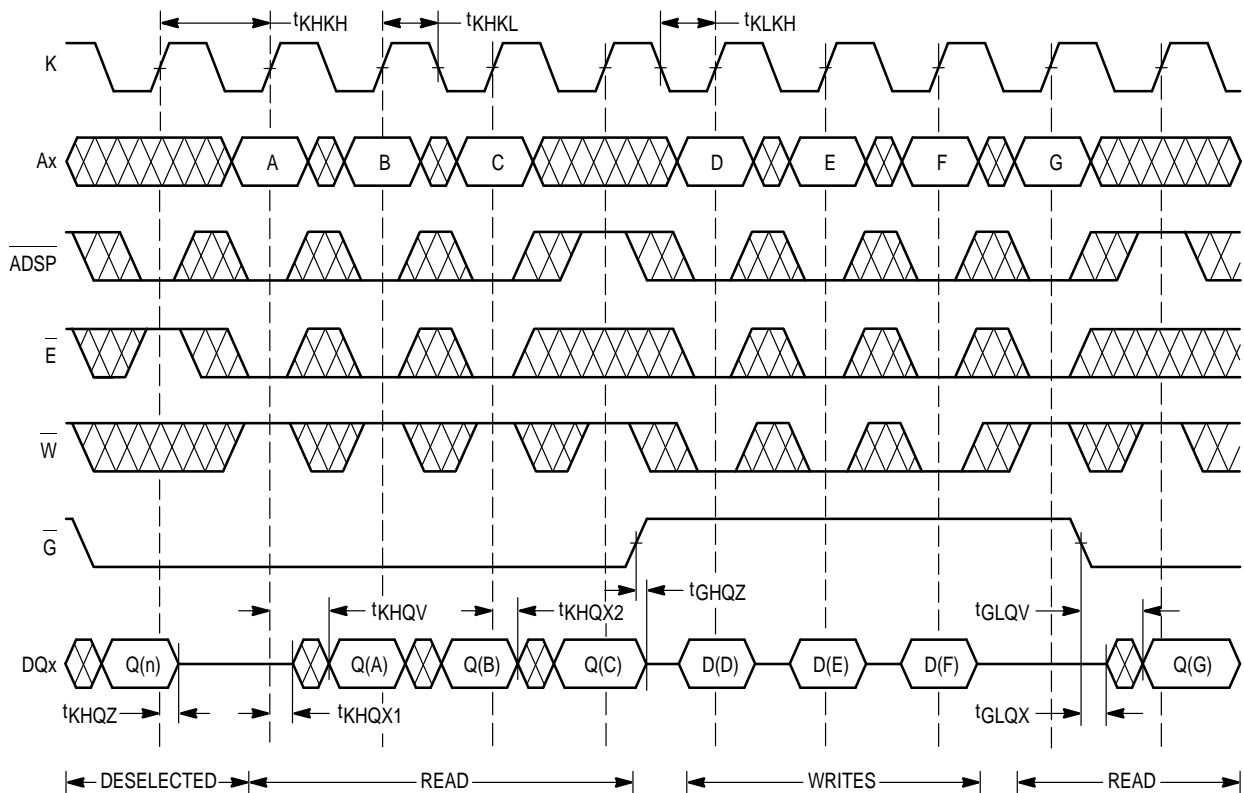 tKHKH tKHKL tKLKH
K
Ax A B C D E F G
ADSP
E
W
G
tKHQV tKHQX2 tGHQZ tGLQV
DQx Q(n) Q(A) Q(B) Q(C) D(D) D(E) D(F) Q(G)
tKHQZ tKHQX1 tGLQX
DESELECTED READ WRITES READ